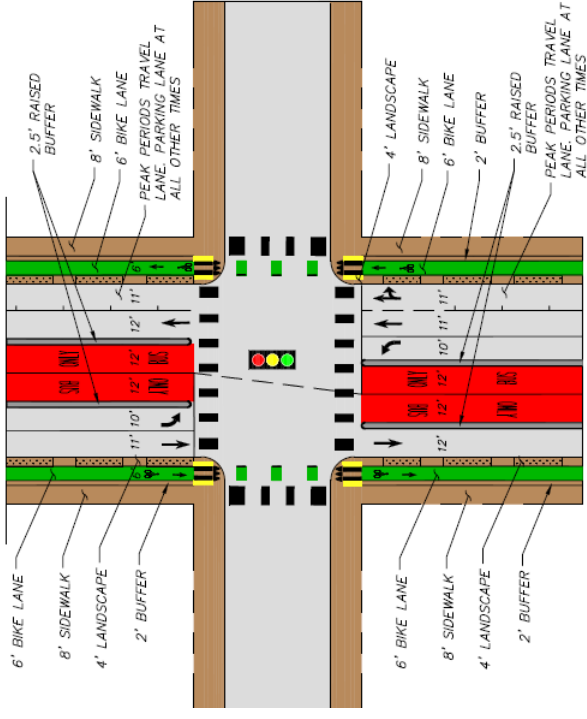 6' BIKE LANE
8' SIDEWALK
4' LANDSCAPE
2' BUFFER
2.5' RAISED
BUFFER
8' SIDEWALK
6' BIKE LANE
PEAK PERIODS TRAVEL
LANE. PARKING LANE AT
ALL OTHER TIMES
6'
11'
10'
12'
12'
12'
11'
6'
BUS
ONLY
BUS
ONLY
6' BIKE LANE
8' SIDEWALK
4' LANDSCAPE
2' BUFFER
4' LANDSCAPE
8' SIDEWALK
6' BIKE LANE
2' BUFFER
2.5' RAISED
BUFFER
PEAK PERIODS TRAVEL
LANE. PARKING LANE AT
ALL OTHER TIMES
12'
12'
12'
10'
11'
11'
BUS
ONLY
BUS
ONLY